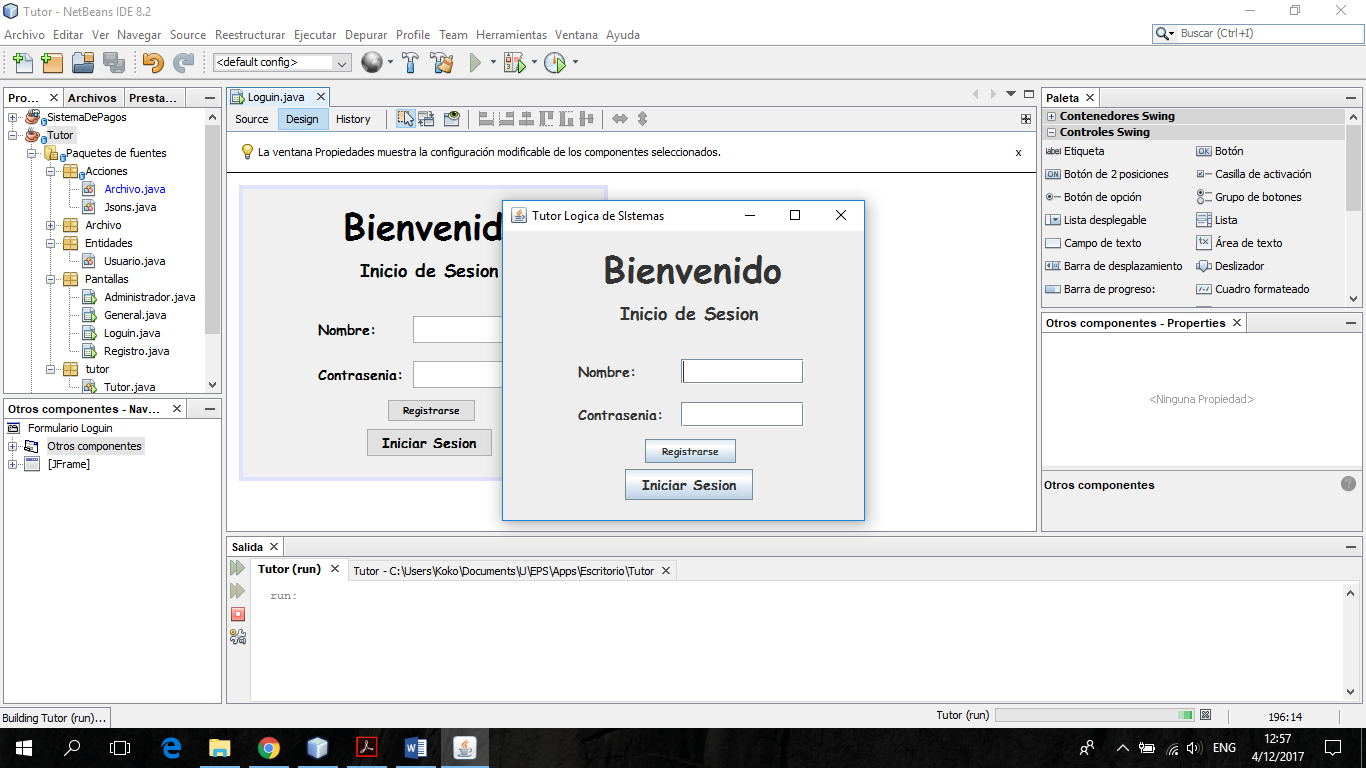 Tutor - NetBeans IDE 8.2
Archivo Editar Ver Navegar Source Reestructurar Ejecutar Depurar Profile Team Herramientas Ventana Ayuda
Buscar (Ctrl+I)
<default config>
Pro... Archivos Presta...
SistemaDePagos
Tutor
Paquetes de fuentes
Acciones
Archivo.java
Jsons.java
Archivo
Entidades
Usuario.java
Pantallas
Administrador.java
General.java
Loguin.java
Registro.java
tutor
Tutor.java
Otros componentes - Nav...
Formulario Loguin
Otros componentes
[JFrame]
Loguin.java
Source Design History
La ventana Propiedades muestra la configuración modificable de los componentes seleccionados.
x
Bienvenid
Inicio de Sesion
Nombre:
Contrasenia:
Registrarse
Iniciar Sesion
Tutor Logica de SIstemas
Bienvenido
Inicio de Sesion
Nombre:
Contrasenia:
Registrarse
Iniciar Sesion
Paleta
Contenedores Swing
Controles Swing
label Etiqueta
OK Botón
ON Botón de 2 posiciones
Casilla de activación
Botón de opción
Grupo de botones
Lista desplegable
Lista
Campo de texto
Área de texto
Barra de desplazamiento
Deslizador
Barra de progreso:
Cuadro formateado
Otros componentes - Properties
<Ninguna Propiedad>
Otros componentes
Salida
Tutor (run) Tutor - C:\Users\Koko\Documents\U\EPS\Apps\Escritorio\Tutor
run:
Building Tutor (run)...
Tutor (run)
196:14
ENG
12:57
4/12/2017